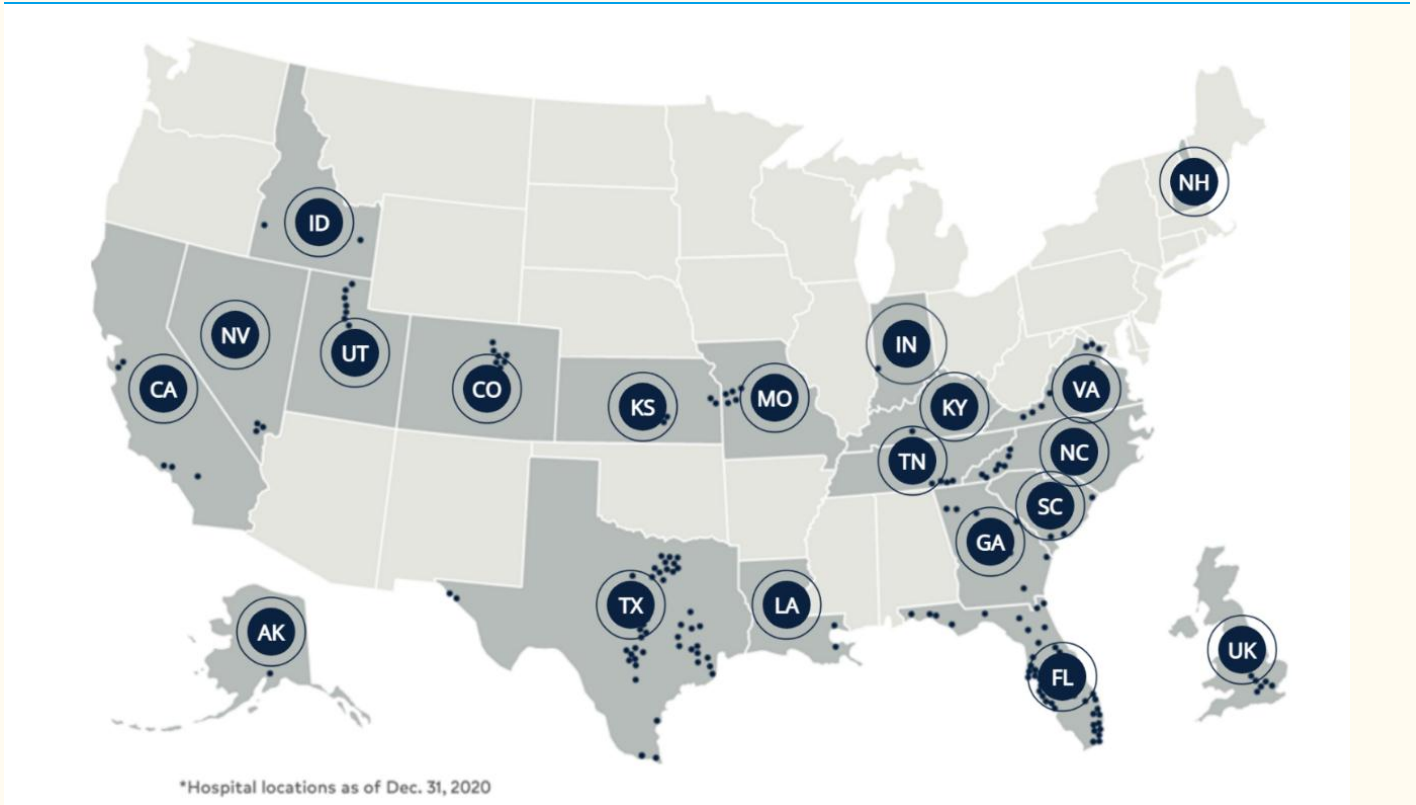 NH
ID
NV
UT
IN
CA
CO
KS
MO
KY
VA
TN
NC
SC
GA
TX
LA
AK
UK
FL
*Hospital locations as of Dec. 31, 2020